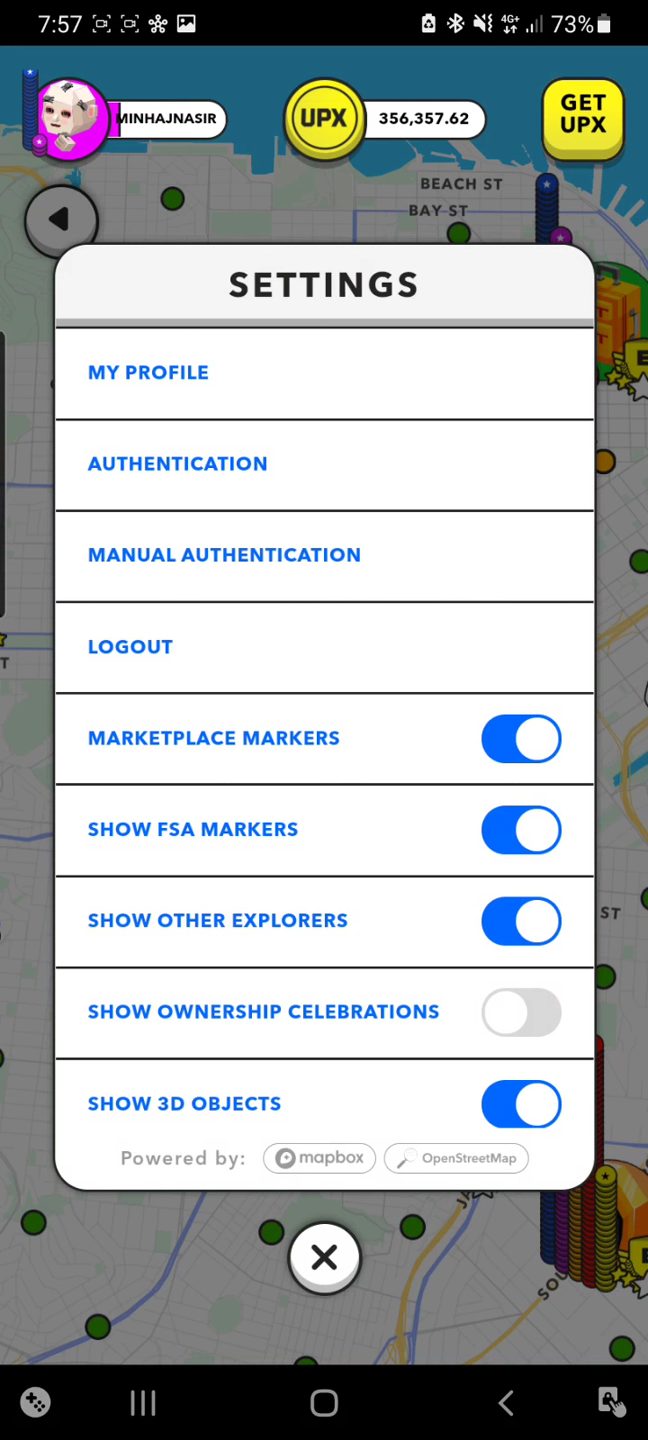 7:57
4G+
73%
MINHAJNASIR
UPX
356,357.62
GET
UPX
BEACH ST
BAY ST
SETTINGS
MY PROFILE
AUTHENTICATION
MANUAL AUTHENTICATION
LOGOUT
MARKETPLACE MARKERS
SHOW FSA MARKERS
SHOW OTHER EXPLORERS
ST
SHOW OWNERSHIP CELEBRATIONS
SHOW 3D OBJECTS
Powered by: mapbox OpenStreetMap